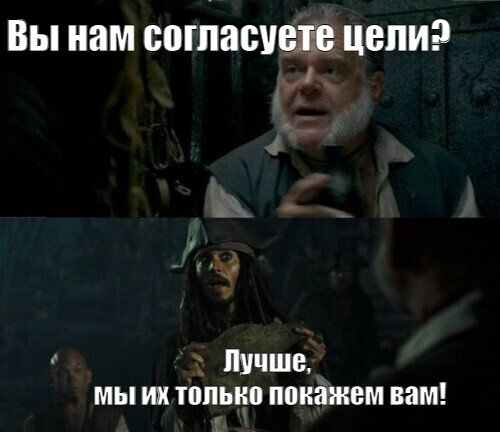 Вы нам согласуете цели?
Лучше,
мы их только покажем вам!